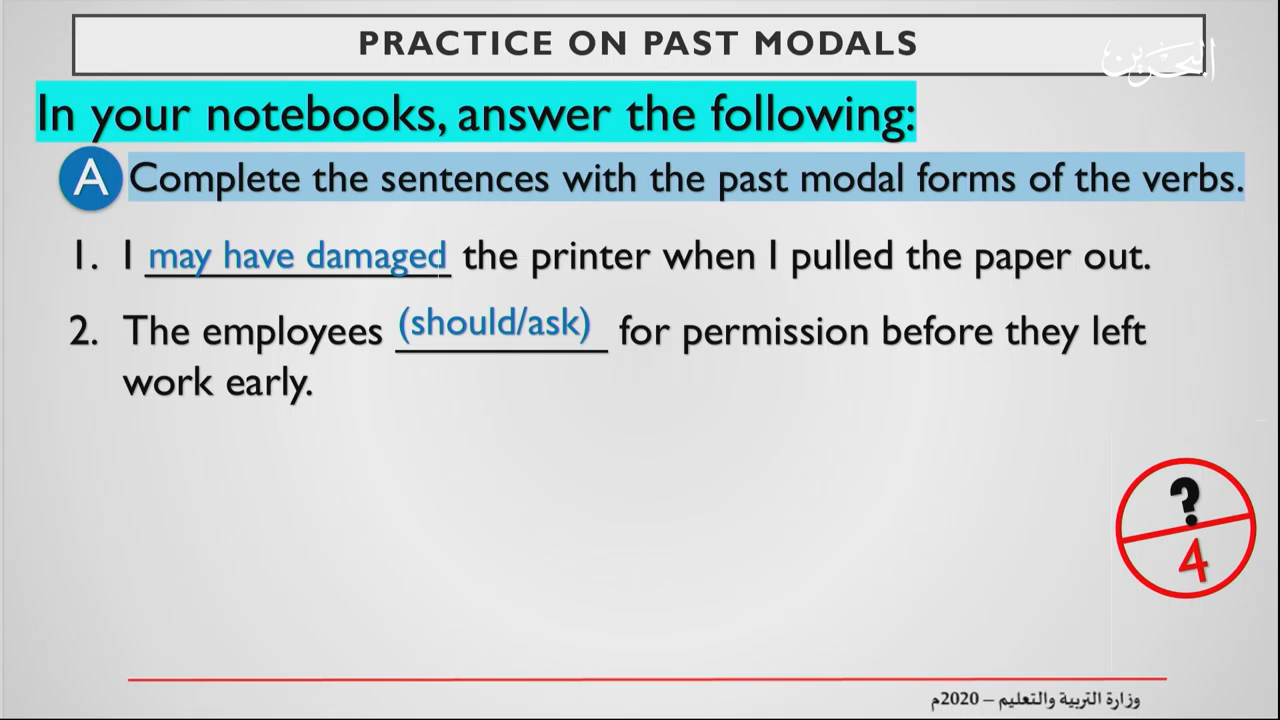 PRACTICE ON PAST MODALS
البحرين
In your notebooks, answer the following:
A Complete the sentences with the past modal forms of the verbs.
1. I may have damaged the printer when I pulled the paper out.
2. The employees (should/ask) for permission before they left
work early.
?
4
وزارة التربية والتعليم – 2020م